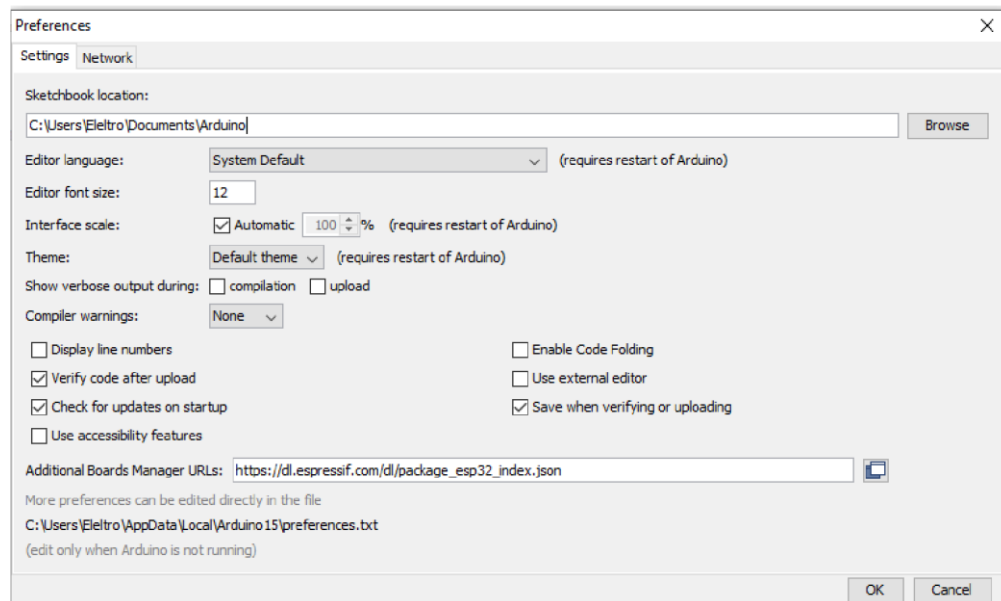 Preferences
Settings Network
Sketchbook location:
C:\Users\Eleltro\Documents\Arduino Browse
Editor language: System Default (requires restart of Arduino)
Editor font size: 12
Interface scale: Automatic 100 % (requires restart of Arduino)
Theme: Default theme (requires restart of Arduino)
Show verbose output during: compilation upload
Compiler warnings: None
Display line numbers Enable Code Folding
Verify code after upload Use external editor
Check for updates on startup Save when verifying or uploading
Use accessibility features
Additional Boards Manager URLs: https://dl.espressif.com/dl/package_esp32_index.json
More preferences can be edited directly in the file
C:\Users\Eleltro\AppData\Local\Arduino15\preferences.txt
(edit only when Arduino is not running)
OK Cancel